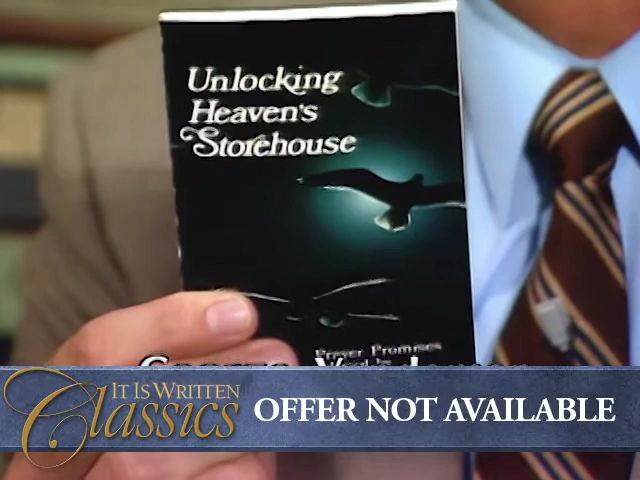 Unlocking
Heaven's
Storehouse
Prayer Promises
IT IS WRITTEN
Classics
OFFER NOT AVAILABLE